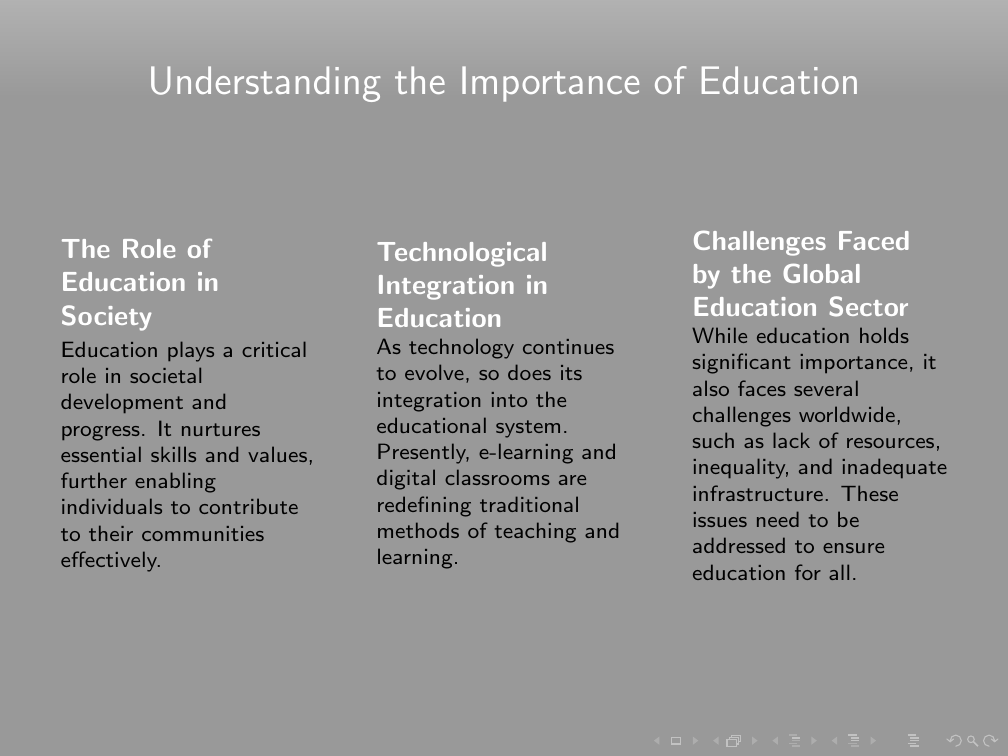 Understanding the Importance of Education
The Role of
Education in
Society
Education plays a critical
role in societal
development and
progress. It nurtures
essential skills and values,
further enabling
individuals to contribute
to their communities
effectively.
Technological
Integration in
Education
As technology continues
to evolve, so does its
integration into the
educational system.
Presently, e-learning and
digital classrooms are
redefining traditional
methods of teaching and
learning.
Challenges Faced
by the Global
Education Sector
While education holds
significant importance, it
also faces several
challenges worldwide,
such as lack of resources,
inequality, and inadequate
infrastructure. These
issues need to be
addressed to ensure
education for all.